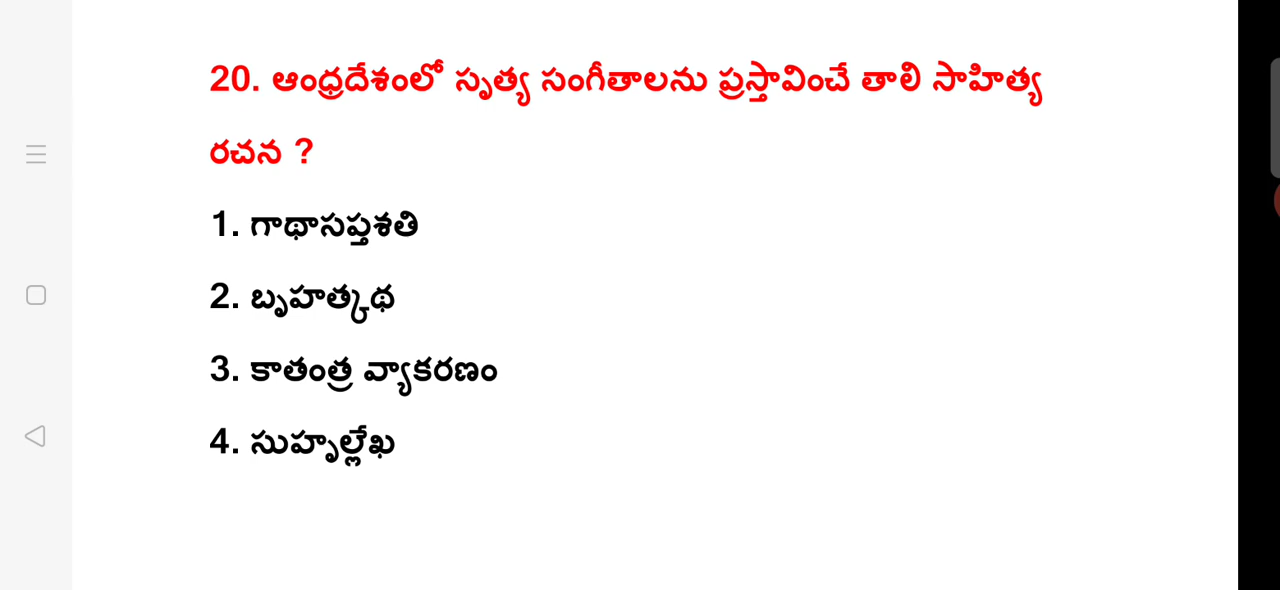 20. ఆంధ్రదేశంలో సృత్య సంగీతాలను ప్రస్తావించే తాలి సాహిత్య
రచన ?
1. గాథాసప్తశతి
2. బృహత్కథ
3. కాతంత్ర వ్యాకరణం
4. సుహృల్లేఖ